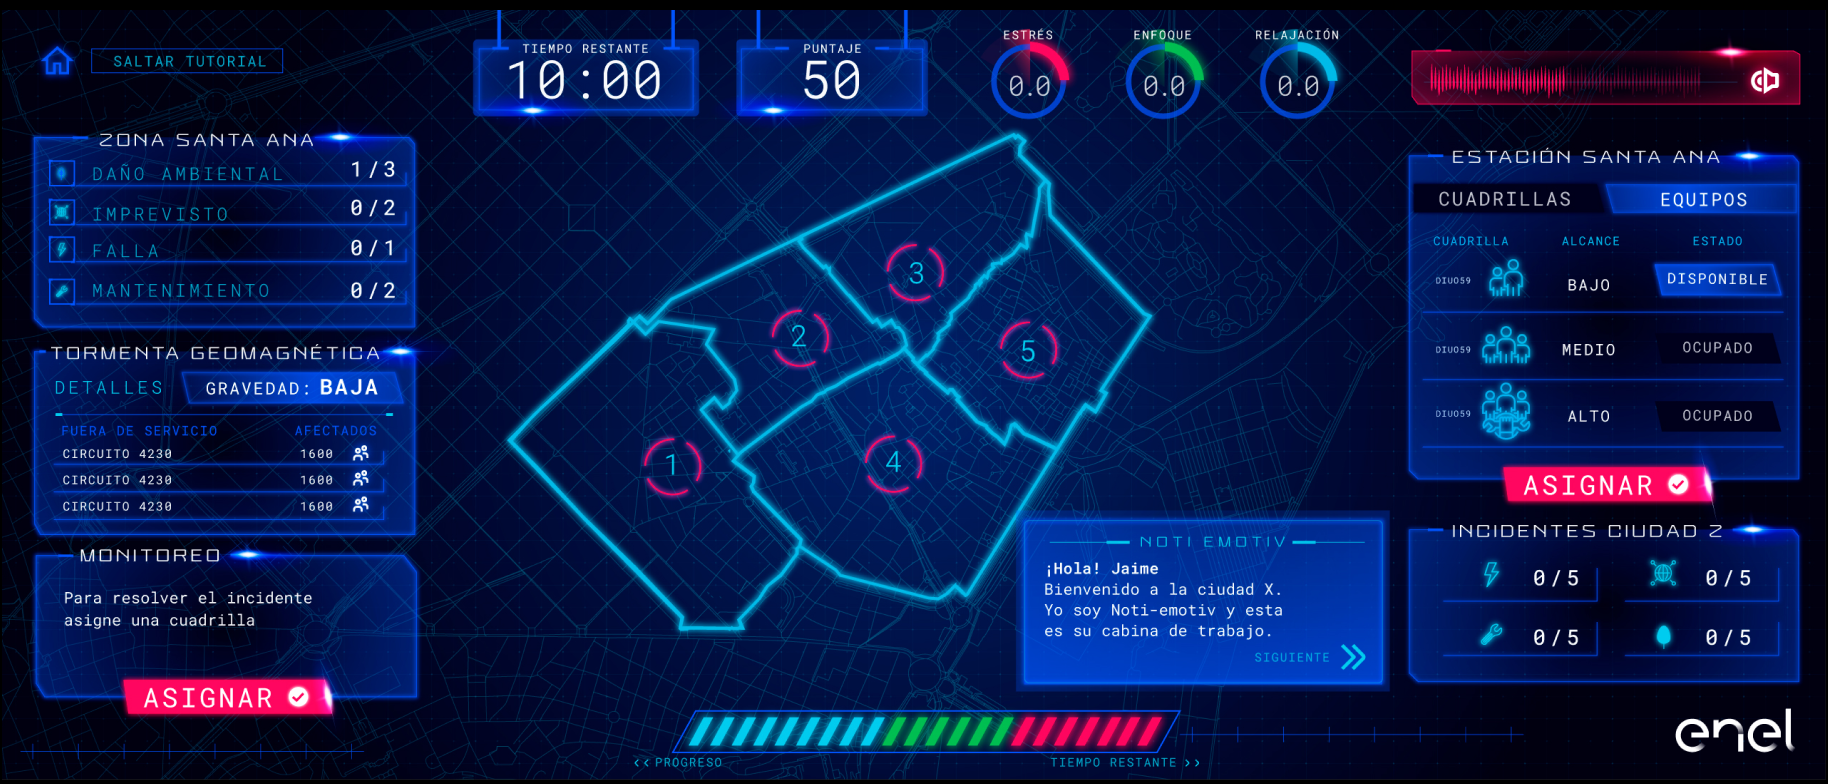 SALTAR TUTORIAL
TIEMPO RESTANTE
10:00
PUNTAJE
50
ESTRÉS
0.0
ENFOQUE
0.0
RELAJACIÓN
0.0
ZONA SANTA ANA
DAÑO AMBIENTAL 1/3
IMPREVISTO 0/2
FALLA 0/1
MANTENIMIENTO 0/2
TORMENTA GEOMAGNÉTICA
DETALLES GRAVEDAD: BAJA
FUERA DE SERVICIO AFECTADOS
CIRCUITO 4230 1600
CIRCUITO 4230 1600
CIRCUITO 4230 1600
MONITOREO
Para resolver el incidente
asigne una cuadrilla
ASIGNAR
3
2
5
1
4
NOTI EMOTIV
¡Hola! Jaime
Bienvenido a la ciudad X.
Yo soy Noti-emotiv y esta
es su cabina de trabajo.
SIGUIENTE
<< PROGRESO
TIEMPO RESTANTE >>
ESTACIÓN SANTA ANA
CUADRILLAS EQUIPOS
CUADRILLA ALCANCE ESTADO
DIUO59 BAJO DISPONIBLE
DIUO59 MEDIO OCUPADO
DIUO59 ALTO OCUPADO
ASIGNAR
INCIDENTES CIUDAD Z
0/5 0/5
0/5 0/5
enel